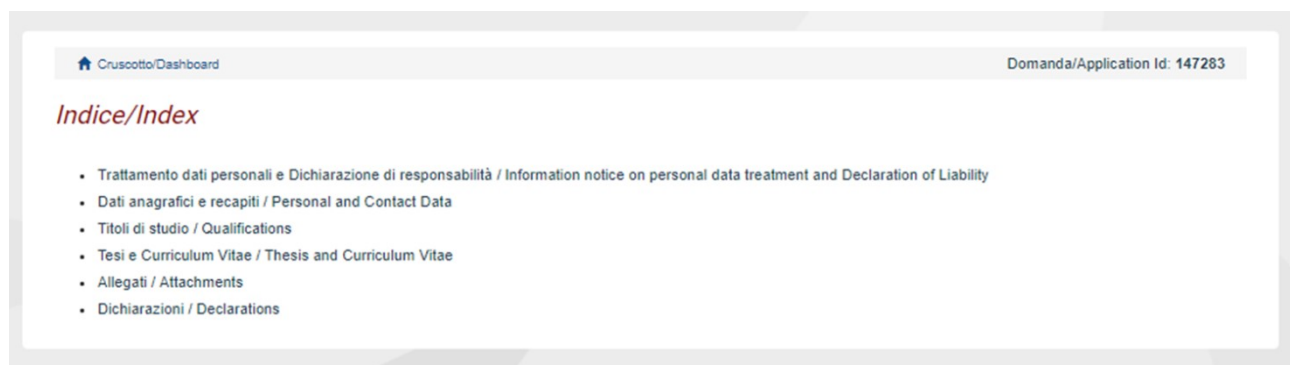 Cruscotto/Dashboard Domanda/Application Id: 147283
Indice/Index
Trattamento dati personali e Dichiarazione di responsabilità / Information notice on personal data treatment and Declaration of Liability
Dati anagrafici e recapiti / Personal and Contact Data
Titoli di studio / Qualifications
Tesi e Curriculum Vitae / Thesis and Curriculum Vitae
Allegati / Attachments
Dichiarazioni / Declarations